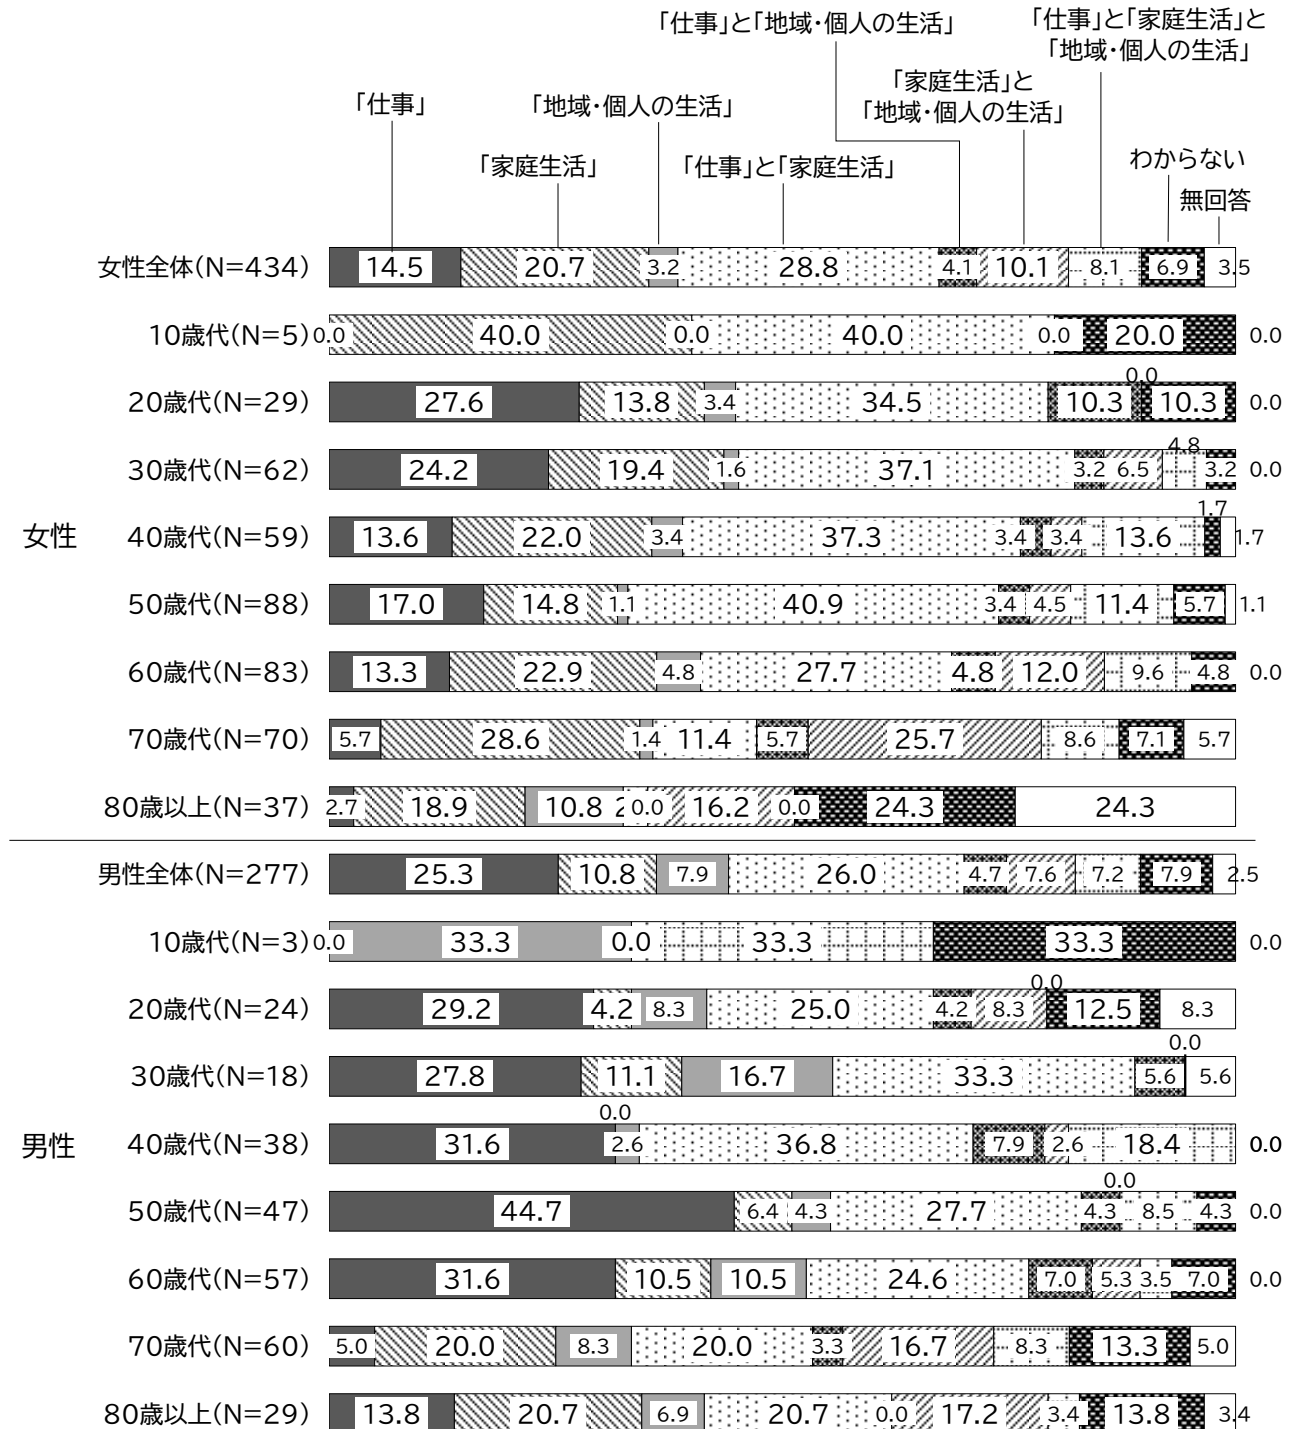 「仕事」と「地域・個人の生活」
「仕事」と「家庭生活」と
「地域・個人の生活」
「家庭生活」と
「地域・個人の生活」
「仕事」
「地域・個人の生活」
「家庭生活」
「仕事」と「家庭生活」
わからない
無回答
女性全体(N=434) 14.5 20.7 3.2 28.8 4.1 10.1 8.1 6.9 3.5
10歳代(N=5) 0.0 40.0 0.0 40.0 0.0 20.0 0.0
0.0
20歳代(N=29) 27.6 13.8 3.4 34.5 10.3 10.3 0.0
4.8
30歳代(N=62) 24.2 19.4 1.6 37.1 3.2 6.5 3.2 0.0
1.7
女性 40歳代(N=59) 13.6 22.0 3.4 37.3 3.4 3.4 13.6 1.7
50歳代(N=88) 17.0 14.8 1.1 40.9 3.4 4.5 11.4 5.7 1.1
60歳代(N=83) 13.3 22.9 4.8 27.7 4.8 12.0 9.6 4.8 0.0
70歳代(N=70) 5.7 28.6 1.4 11.4 5.7 25.7 8.6 7.1 5.7
80歳以上(N=37) 2.7 18.9 10.8 0.0 16.2 0.0 24.3 24.3
男性全体(N=277) 25.3 10.8 7.9 26.0 4.7 7.6 7.2 7.9 2.5
10歳代(N=3) 0.0 33.3 0.0 33.3 33.3 0.0
0.0
20歳代(N=24) 29.2 4.2 8.3 25.0 4.2 8.3 12.5 8.3
0.0
30歳代(N=18) 27.8 11.1 16.7 33.3 5.6 5.6
0.0
男性 40歳代(N=38) 31.6 2.6 36.8 7.9 2.6 18.4 0.0
0.0
50歳代(N=47) 44.7 6.4 4.3 27.7 4.3 8.5 4.3 0.0
60歳代(N=57) 31.6 10.5 10.5 24.6 7.0 5.3 3.5 7.0 0.0
70歳代(N=60) 5.0 20.0 8.3 20.0 3.3 16.7 8.3 13.3 5.0
80歳以上(N=29) 13.8 20.7 6.9 20.7 0.0 17.2 3.4 13.8 3.4